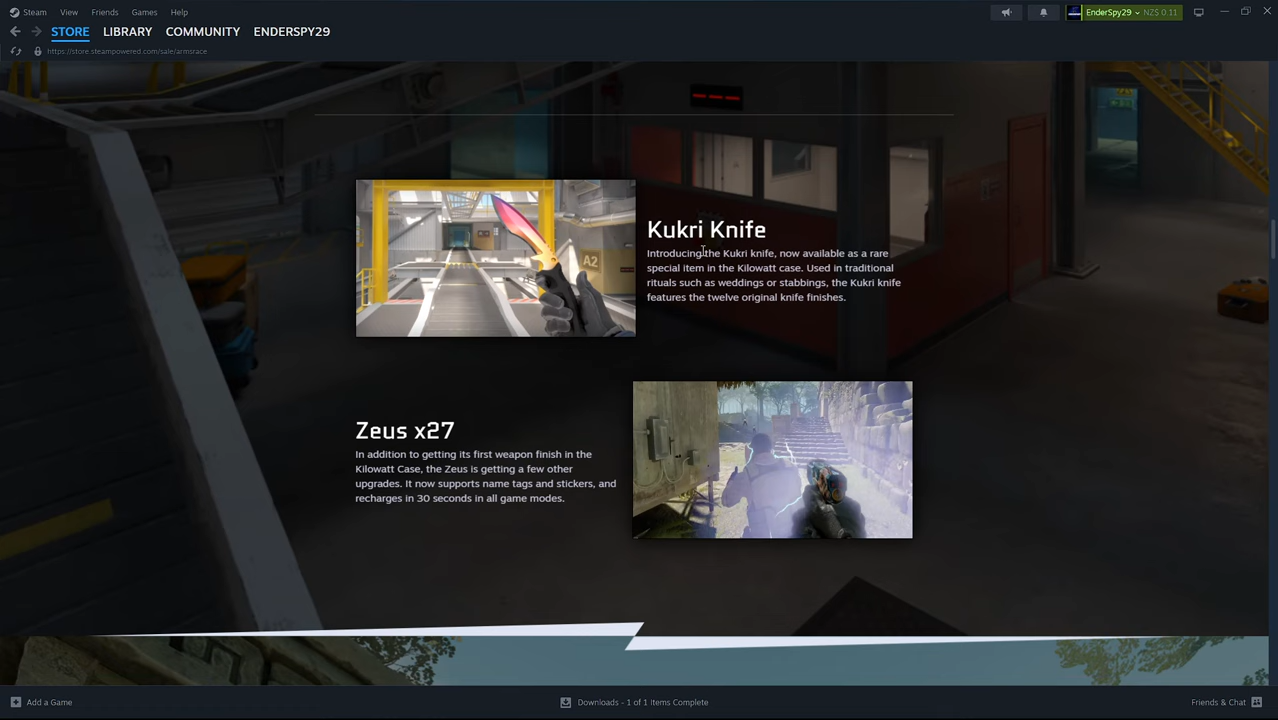 Steam View Friends Games Help
EnderSpy29 NZ$ 0.11
STORE LIBRARY COMMUNITY ENDERSPY29
https://store.steampowered.com/sale/armsrace
A2
Kukri Knife
Introducing the Kukri knife, now available as a rare
special item in the Kilowatt case. Used in traditional
rituals such as weddings or stabbings, the Kukri knife
features the twelve original knife finishes.
Zeus x27
In addition to getting its first weapon finish in the
Kilowatt Case, the Zeus is getting a few other
upgrades. It now supports name tags and stickers, and
recharges in 30 seconds in all game modes.
Add a Game
Downloads - 1 of 1 Items Complete
Friends & Chat